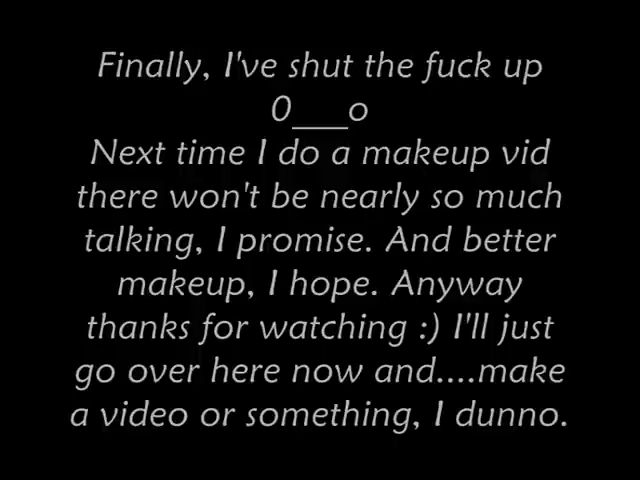 Finally, I've shut the fuck up
0___o
Next time I do a makeup vid
there won't be nearly so much
talking, I promise. And better
makeup, I hope. Anyway
thanks for watching :) I'll just
go over here now and....make
a video or something, I dunno.